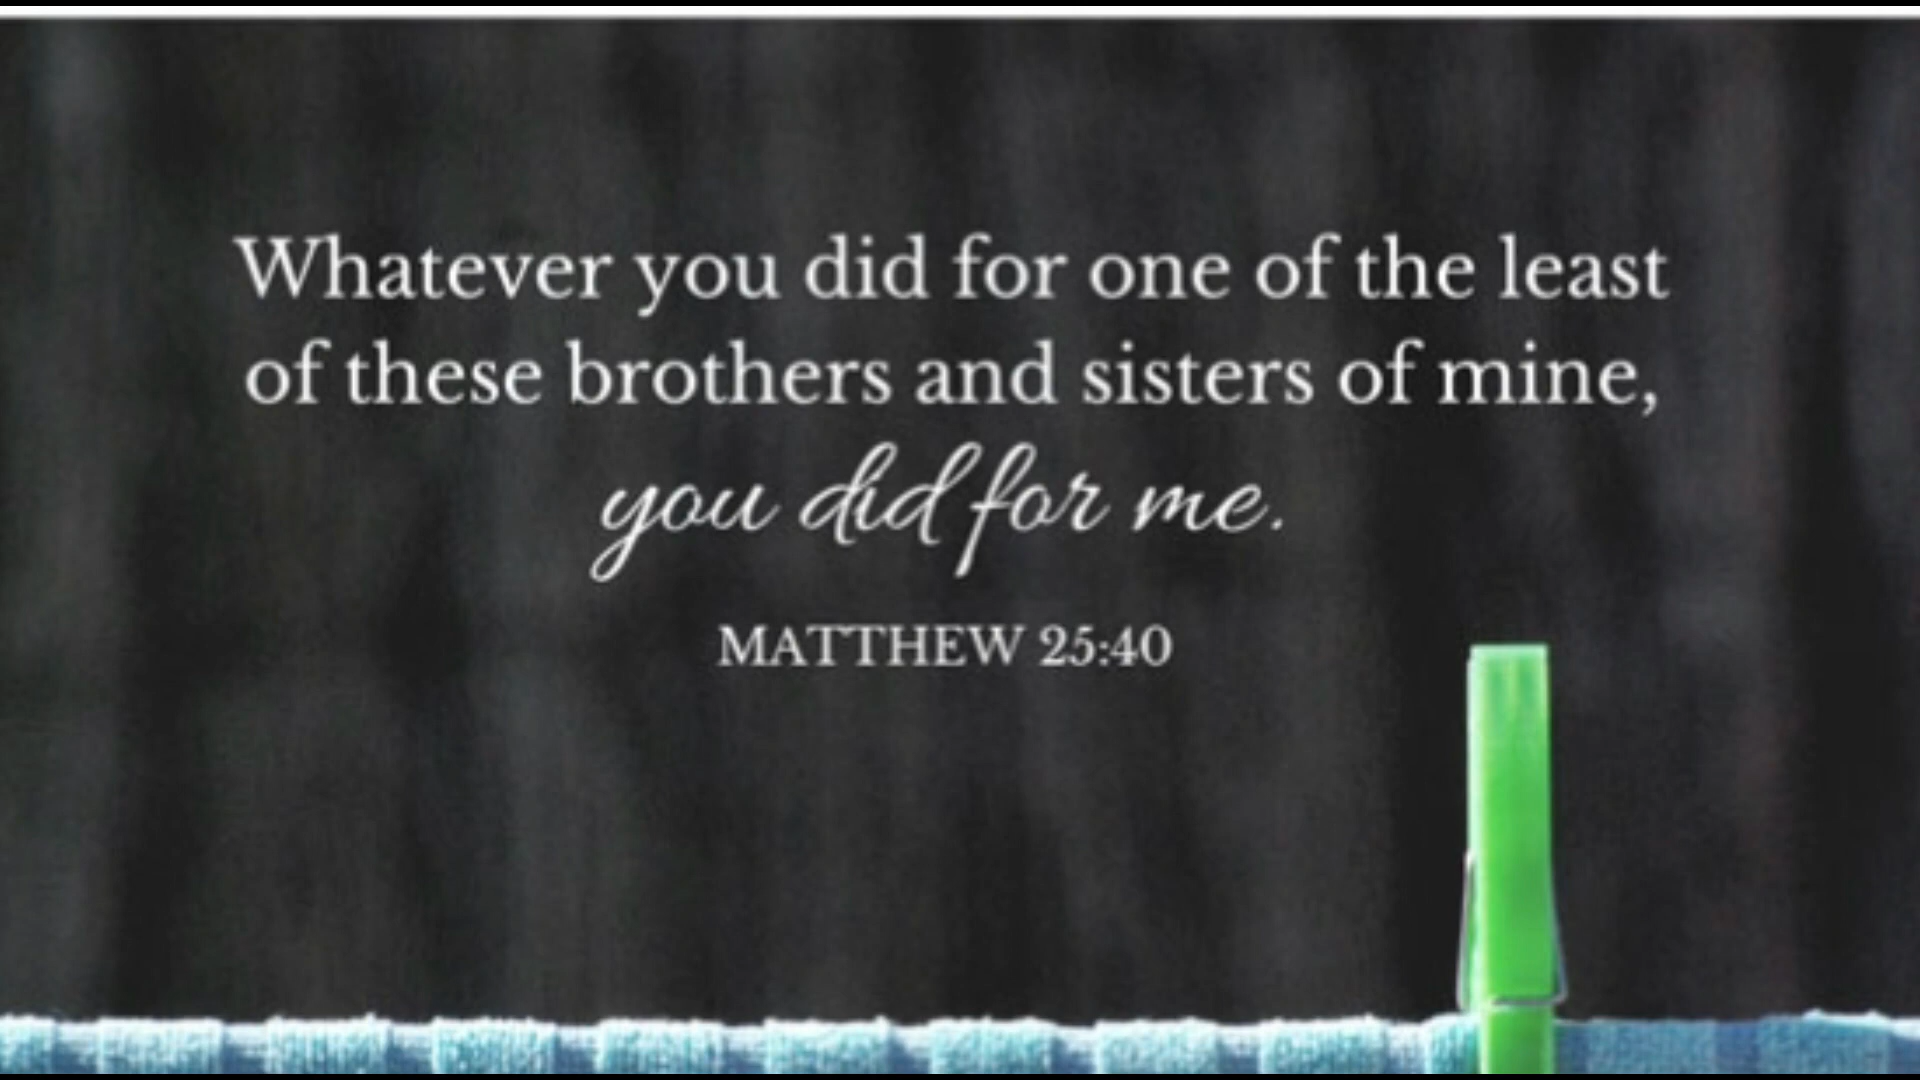 Whatever you did for one of the least
of these brothers and sisters of mine,
you did for me.
MATTHEW 25:40